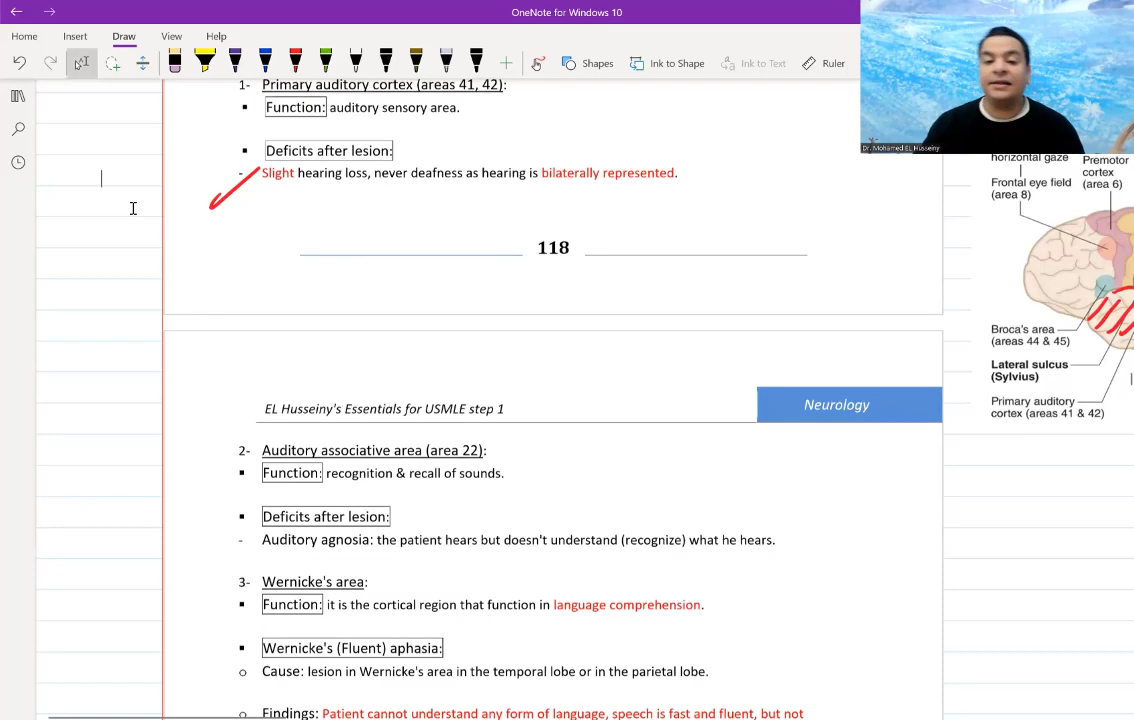 OneNote for Windows 10
Home Insert Draw View Help
Shapes Ink to Shape Ink to Text Ruler
Dr. Mohamed EL Husseiny
1- Primary auditory cortex (areas 41, 42):
▪ Function: auditory sensory area.
▪ Deficits after lesion:
- Slight hearing loss, never deafness as hearing is bilaterally represented.
118
horizontal gaze
Frontal eye field
(area 8)
Premotor
cortex
(area 6)
Broca's area
(areas 44 & 45)
Lateral sulcus
(Sylvius)
Primary auditory
cortex (areas 41 & 42)
EL Husseiny's Essentials for USMLE step 1
Neurology
2- Auditory associative area (area 22):
▪ Function: recognition & recall of sounds.
▪ Deficits after lesion:
- Auditory agnosia: the patient hears but doesn't understand (recognize) what he hears.
3- Wernicke's area:
▪ Function: it is the cortical region that function in language comprehension.
▪ Wernicke's (Fluent) aphasia:
o Cause: lesion in Wernicke's area in the temporal lobe or in the parietal lobe.
o Findings: Patient cannot understand any form of language, speech is fast and fluent, but not